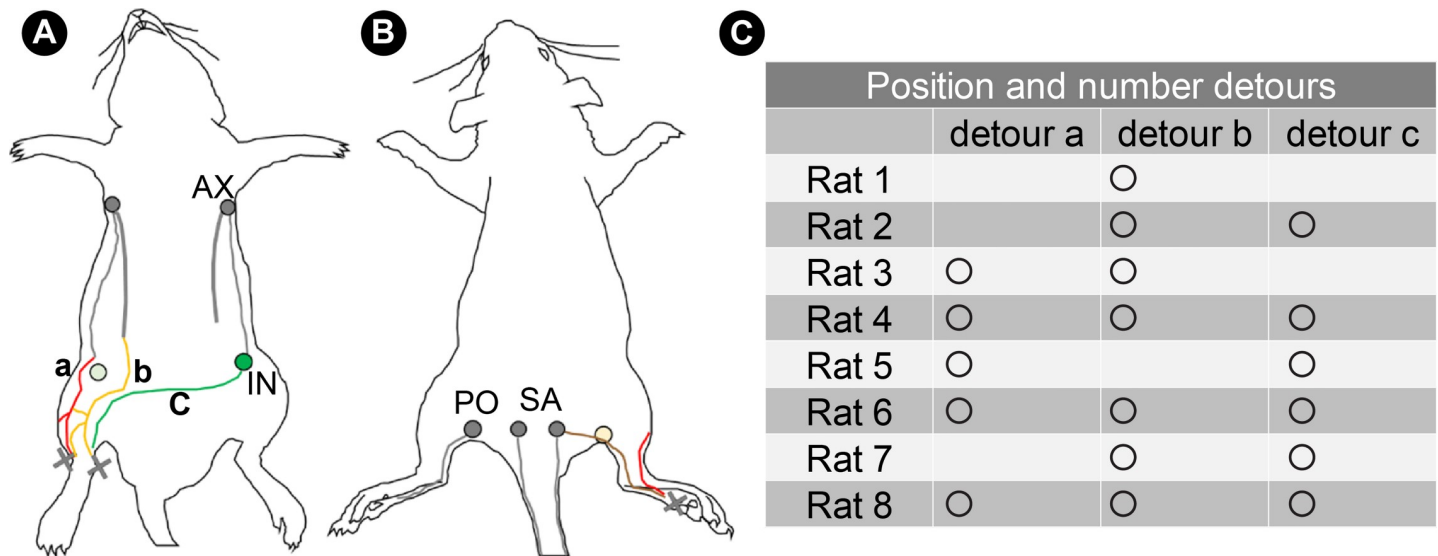 A
AX
a
b
C
IN
B
PO
SA
C
Position and number detours
detour a detour b detour c
Rat 1 ○
Rat 2 ○ ○
Rat 3 ○ ○
Rat 4 ○ ○ ○
Rat 5 ○ ○
Rat 6 ○ ○ ○
Rat 7 ○ ○
Rat 8 ○ ○ ○